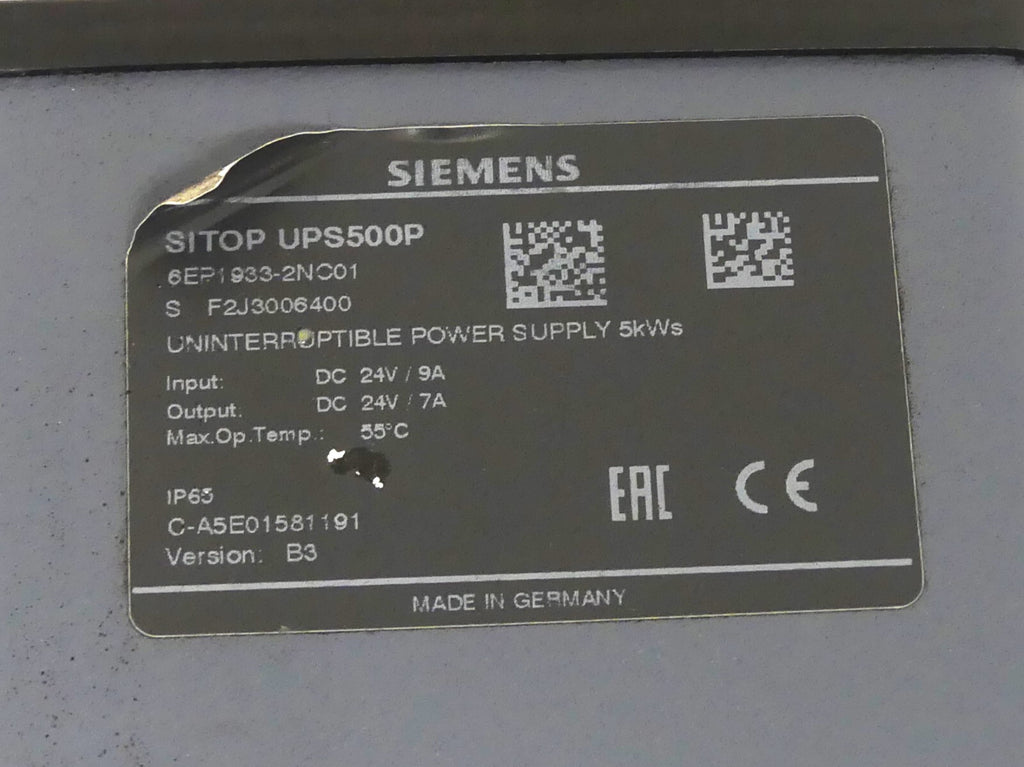 SIEMENS
SITOP UPS500P
6EP1933-2NC01
S F2J3006400
UNINTERRUPTIBLE POWER SUPPLY 5kWs
Input: DC 24V / 9A
Output: DC 24V / 7A
Max.Op.Temp.: 55°C
IP65
C-A5E01581191
Version: B3
EAC CE
MADE IN GERMANY